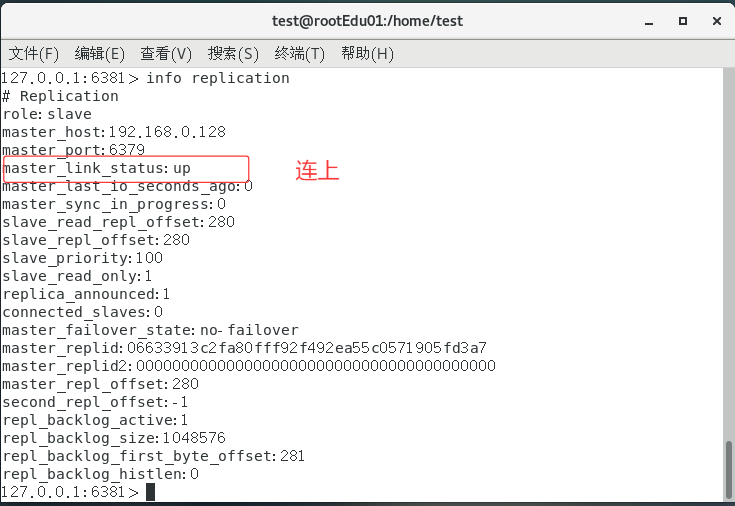 test@rootEdu01:/home/test
文件(F) 编辑(E) 查看(V) 搜索(S) 终端(T) 帮助(H)
127.0.0.1:6381> info replication
# Replication
role:slave
master_host:192.168.0.128
master_port:6379
master_link_status:up 连上
master_last_io_seconds_ago:0
master_sync_in_progress:0
slave_read_repl_offset:280
slave_repl_offset:280
slave_priority:100
slave_read_only:1
replica_announced:1
connected_slaves:0
master_failover_state:no-failover
master_replid:06633913c2fa80fff92f492ea55c0571905fd3a7
master_replid2:0000000000000000000000000000000000000000
master_repl_offset:280
second_repl_offset:-1
repl_backlog_active:1
repl_backlog_size:1048576
repl_backlog_first_byte_offset:281
repl_backlog_histlen:0
127.0.0.1:6381>